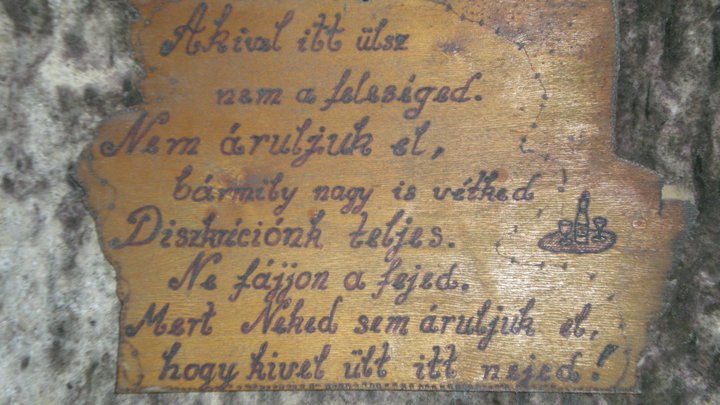 Akivel itt ülsz
nem a feleséged.
Nem áruljuk el,
bármily nagy is vétked!
Diszkréciónk teljes.
Ne fájjon a fejed.
Mert Néked sem áruljuk el,
hogy kivel ült itt nejed!